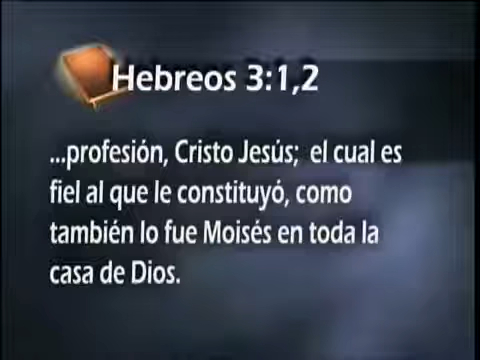 Hebreos 3:1,2
...profesión, Cristo Jesús; el cual es
fiel al que le constituyó, como
también lo fue Moisés en toda la
casa de Dios.